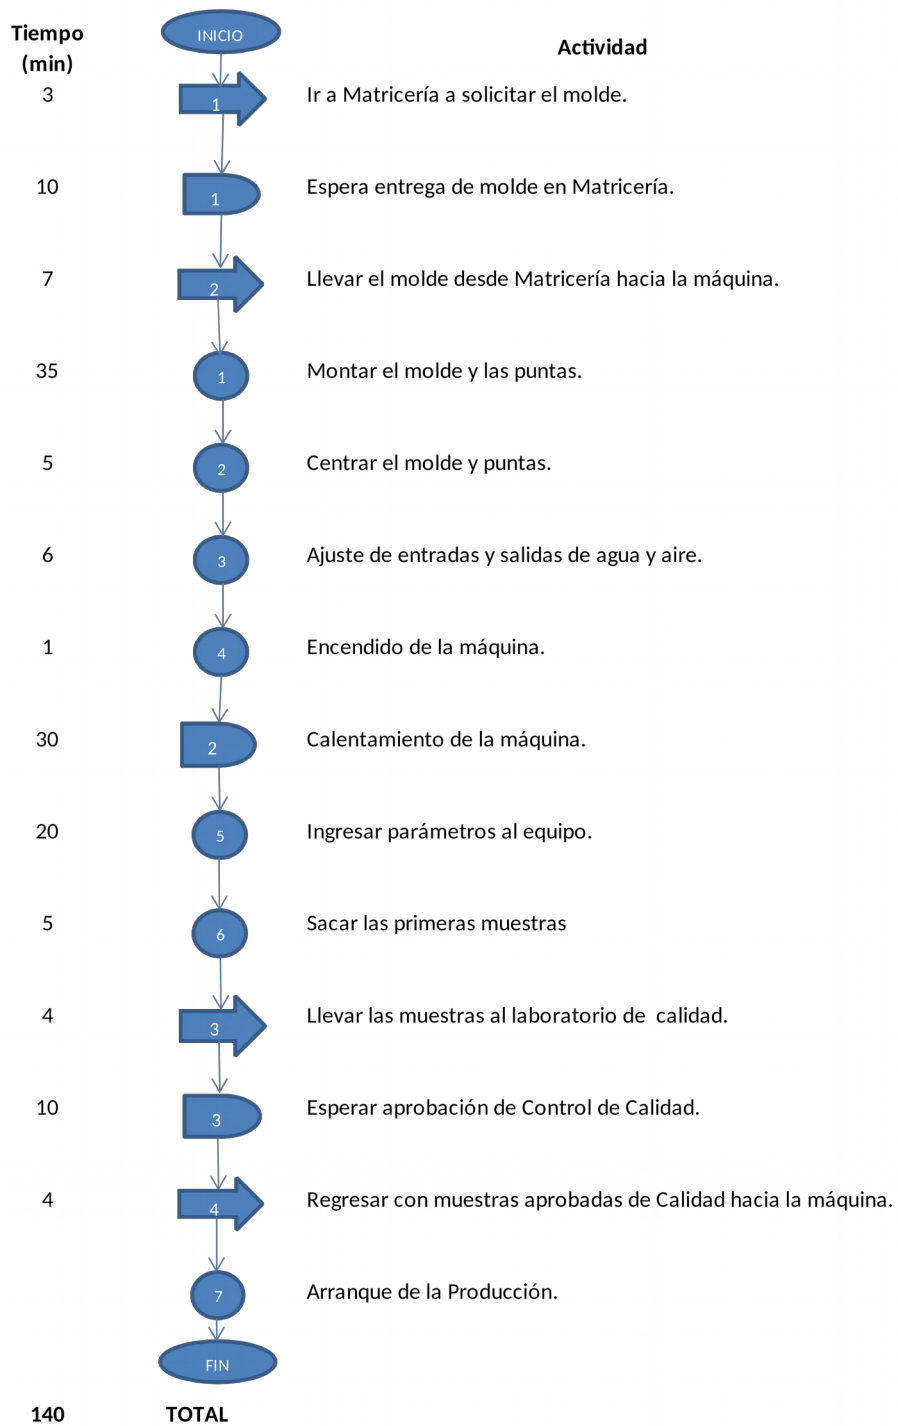 Tiempo
(min)
INICIO
Actividad
3 1 Ir a Matricería a solicitar el molde.
10 1 Espera entrega de molde en Matricería.
7 2 Llevar el molde desde Matricería hacia la máquina.
35 1 Montar el molde y las puntas.
5 2 Centrar el molde y puntas.
6 3 Ajuste de entradas y salidas de agua y aire.
1 4 Encendido de la máquina.
30 2 Calentamiento de la máquina.
20 5 Ingresar parámetros al equipo.
5 6 Sacar las primeras muestras
4 3 Llevar las muestras al laboratorio de calidad.
10 3 Esperar aprobación de Control de Calidad.
4 4 Regresar con muestras aprobadas de Calidad hacia la máquina.
7 Arranque de la Producción.
FIN
140 TOTAL